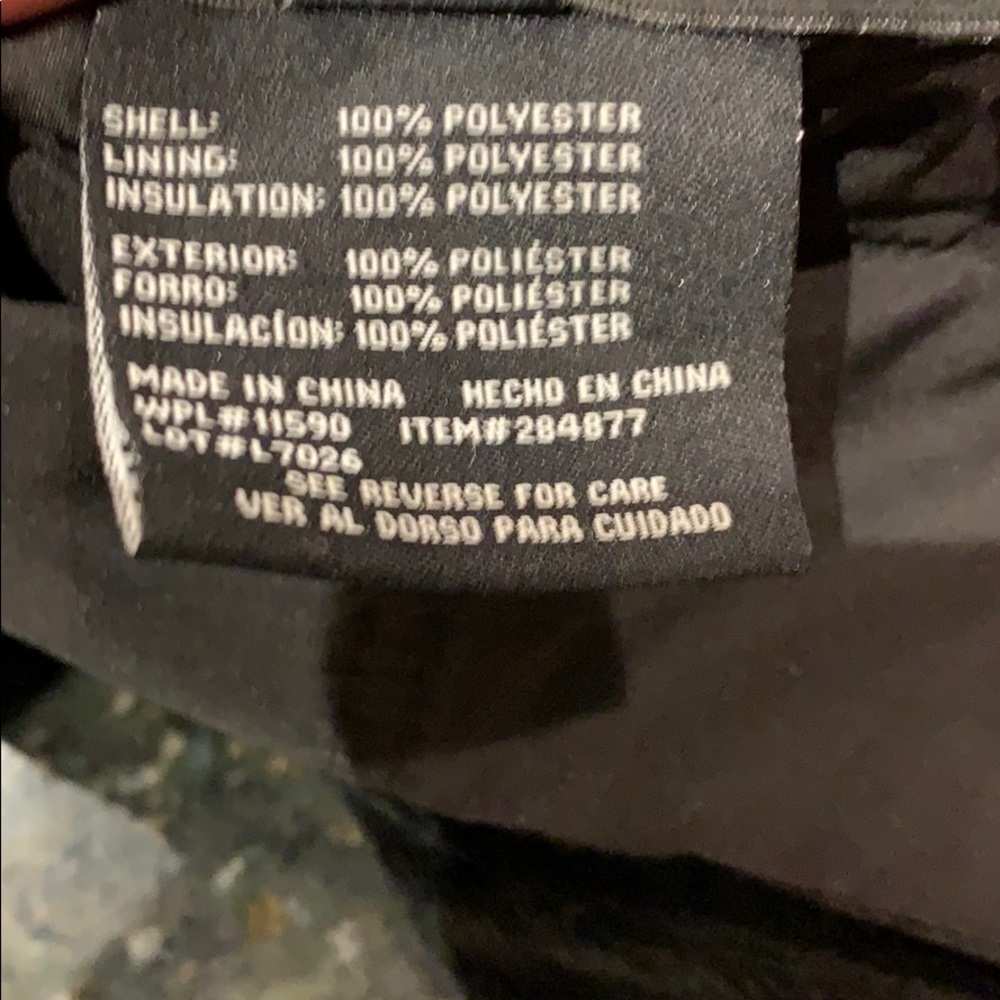 SHELL: 100% POLYESTER
LINING: 100% POLYESTER
INSULATION: 100% POLYESTER
EXTERIOR: 100% POLIÉSTER
FORRO: 100% POLIÉSTER
INSULACÍON: 100% POLIÉSTER
MADE IN CHINA HECHO EN CHINA
WPL#11590 ITEM#284877
LOT#L7026
SEE REVERSE FOR CARE
VER AL DORSO PARA CUIDADO